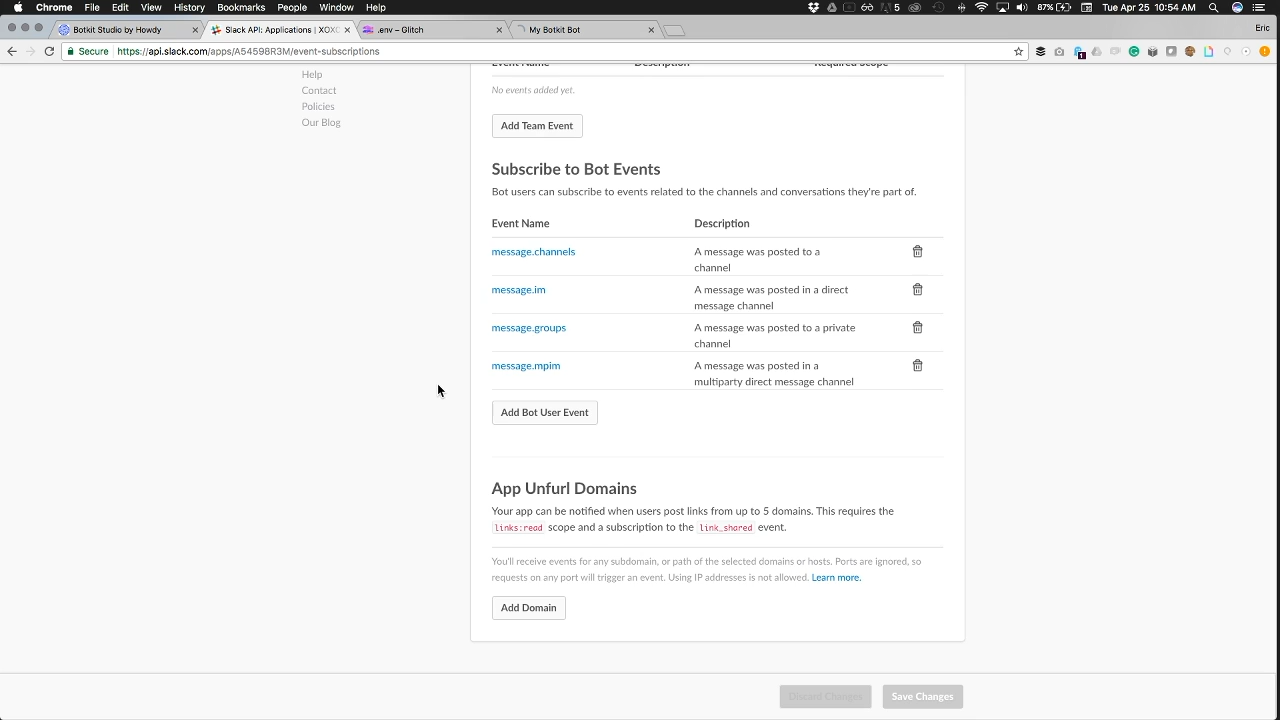 Chrome File Edit View History Bookmarks People Window Help 5 87% Tue Apr 25 10:54 AM
Botkit Studio by Howdy × Slack API: Applications | XOXC × .env – Glitch × My Botkit Bot × Eric
Secure https://api.slack.com/apps/A54598R3M/event-subscriptions
Event Name Description Required Scope
Help
No events added yet.
Contact
Policies
Our Blog
Add Team Event
Subscribe to Bot Events
Bot users can subscribe to events related to the channels and conversations they're part of.
Event Name Description
message.channels A message was posted to a
channel
message.im A message was posted in a direct
message channel
message.groups A message was posted to a private
channel
message.mpim A message was posted in a
multiparty direct message channel
Add Bot User Event
App Unfurl Domains
Your app can be notified when users post links from up to 5 domains. This requires the
links:read scope and a subscription to the link_shared event.
You'll receive events for any subdomain, or path of the selected domains or hosts. Ports are ignored, so
requests on any port will trigger an event. Using IP addresses is not allowed. Learn more.
Add Domain
Discard Changes Save Changes